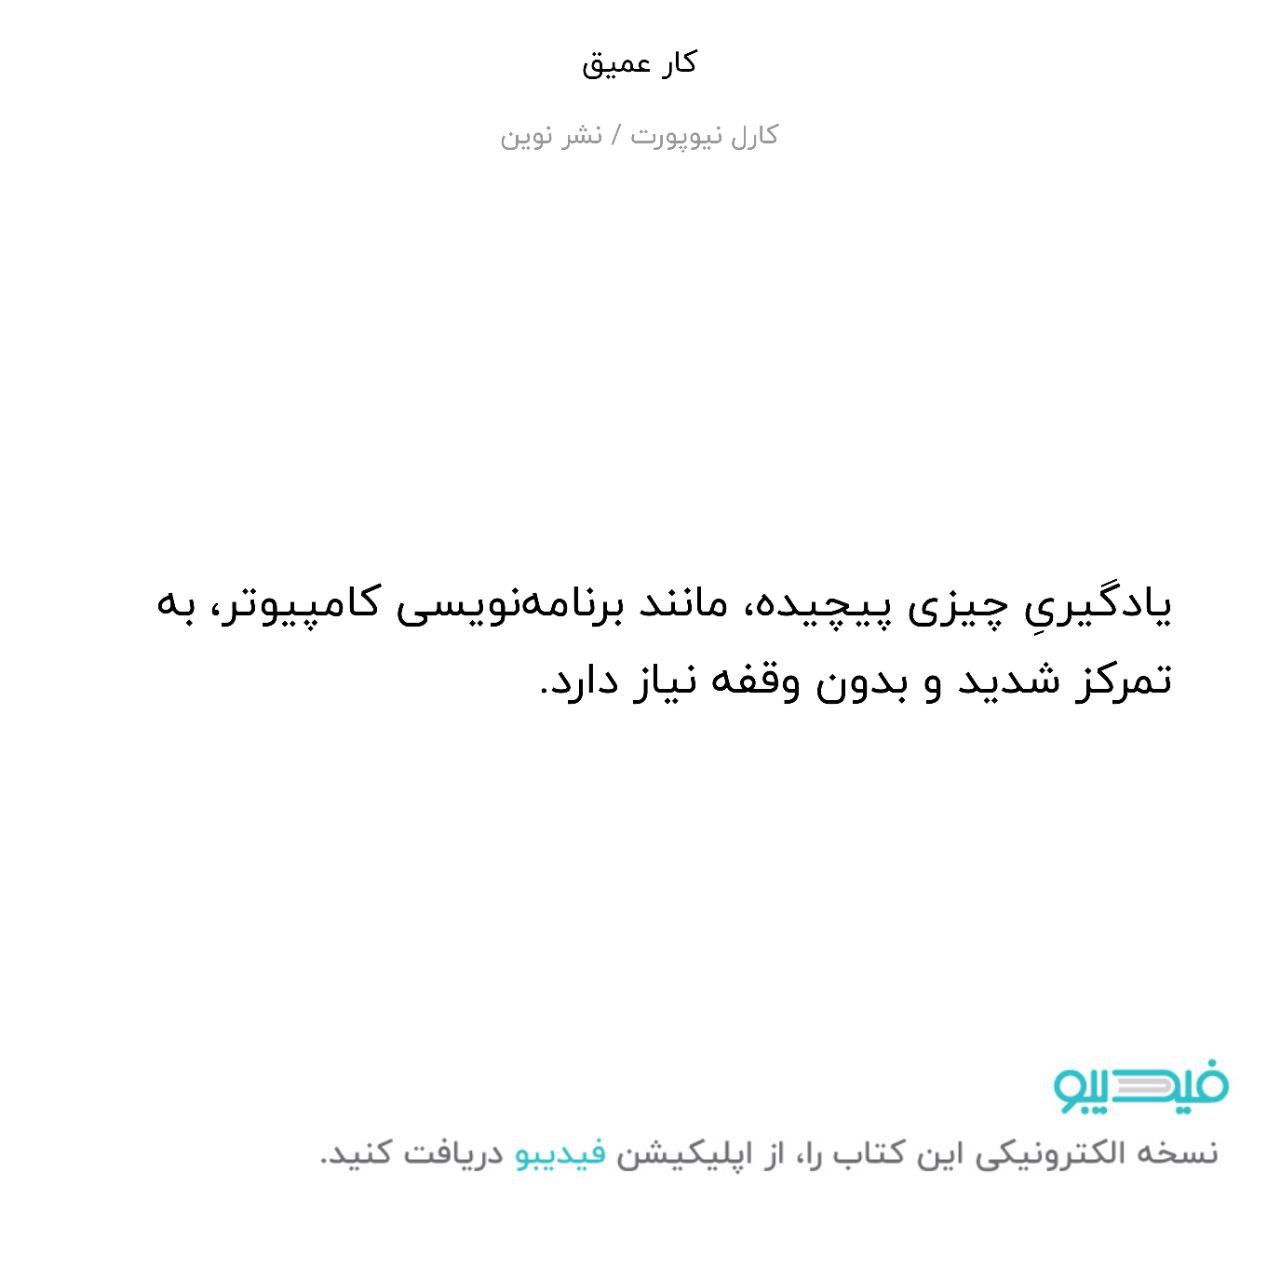 کار عمیق
کارل نیوپورت / نشر نوین
یادگیریِ چیزی پیچیده، مانند برنامه‌نویسی کامپیوتر، به
تمرکز شدید و بدون وقفه نیاز دارد.
فیدیبو
نسخه الکترونیکی این کتاب را، از اپلیکیشن فیدیبو دریافت کنید.